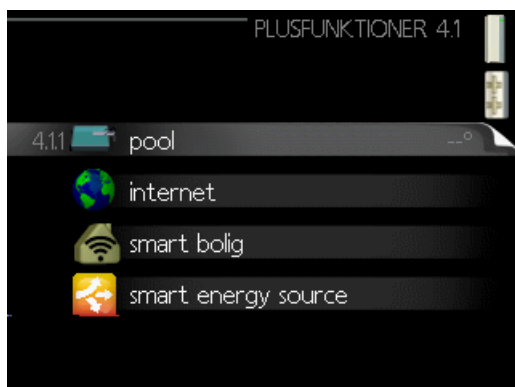 PLUSFUNKTIONER 4.1
4.1.1 pool --°
internet
smart bolig
smart energy source